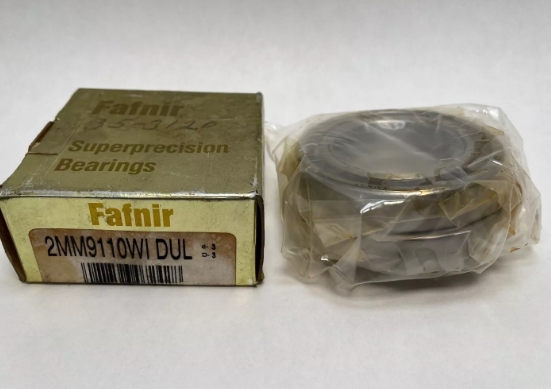 Fafnir
Superprecision
Bearings
Fafnir
2MM9110WI DUL